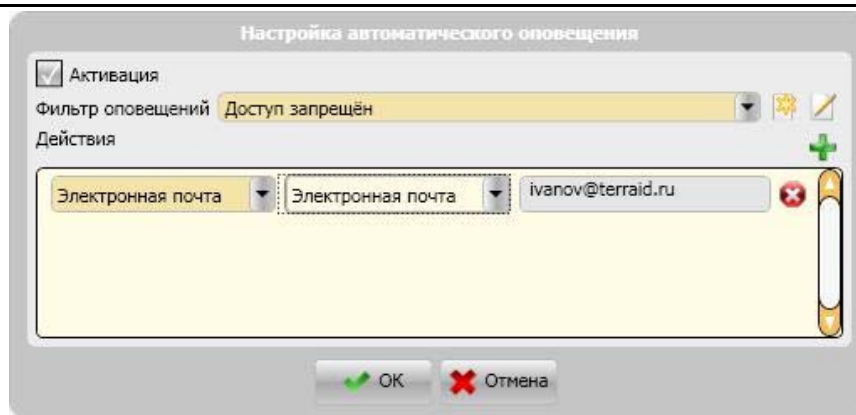 Настройка автоматического оповещения
Активация
Фильтр оповещений Доступ запрещён
Действия
Электронная почта Электронная почта ivanov@terraid.ru
OK Отмена